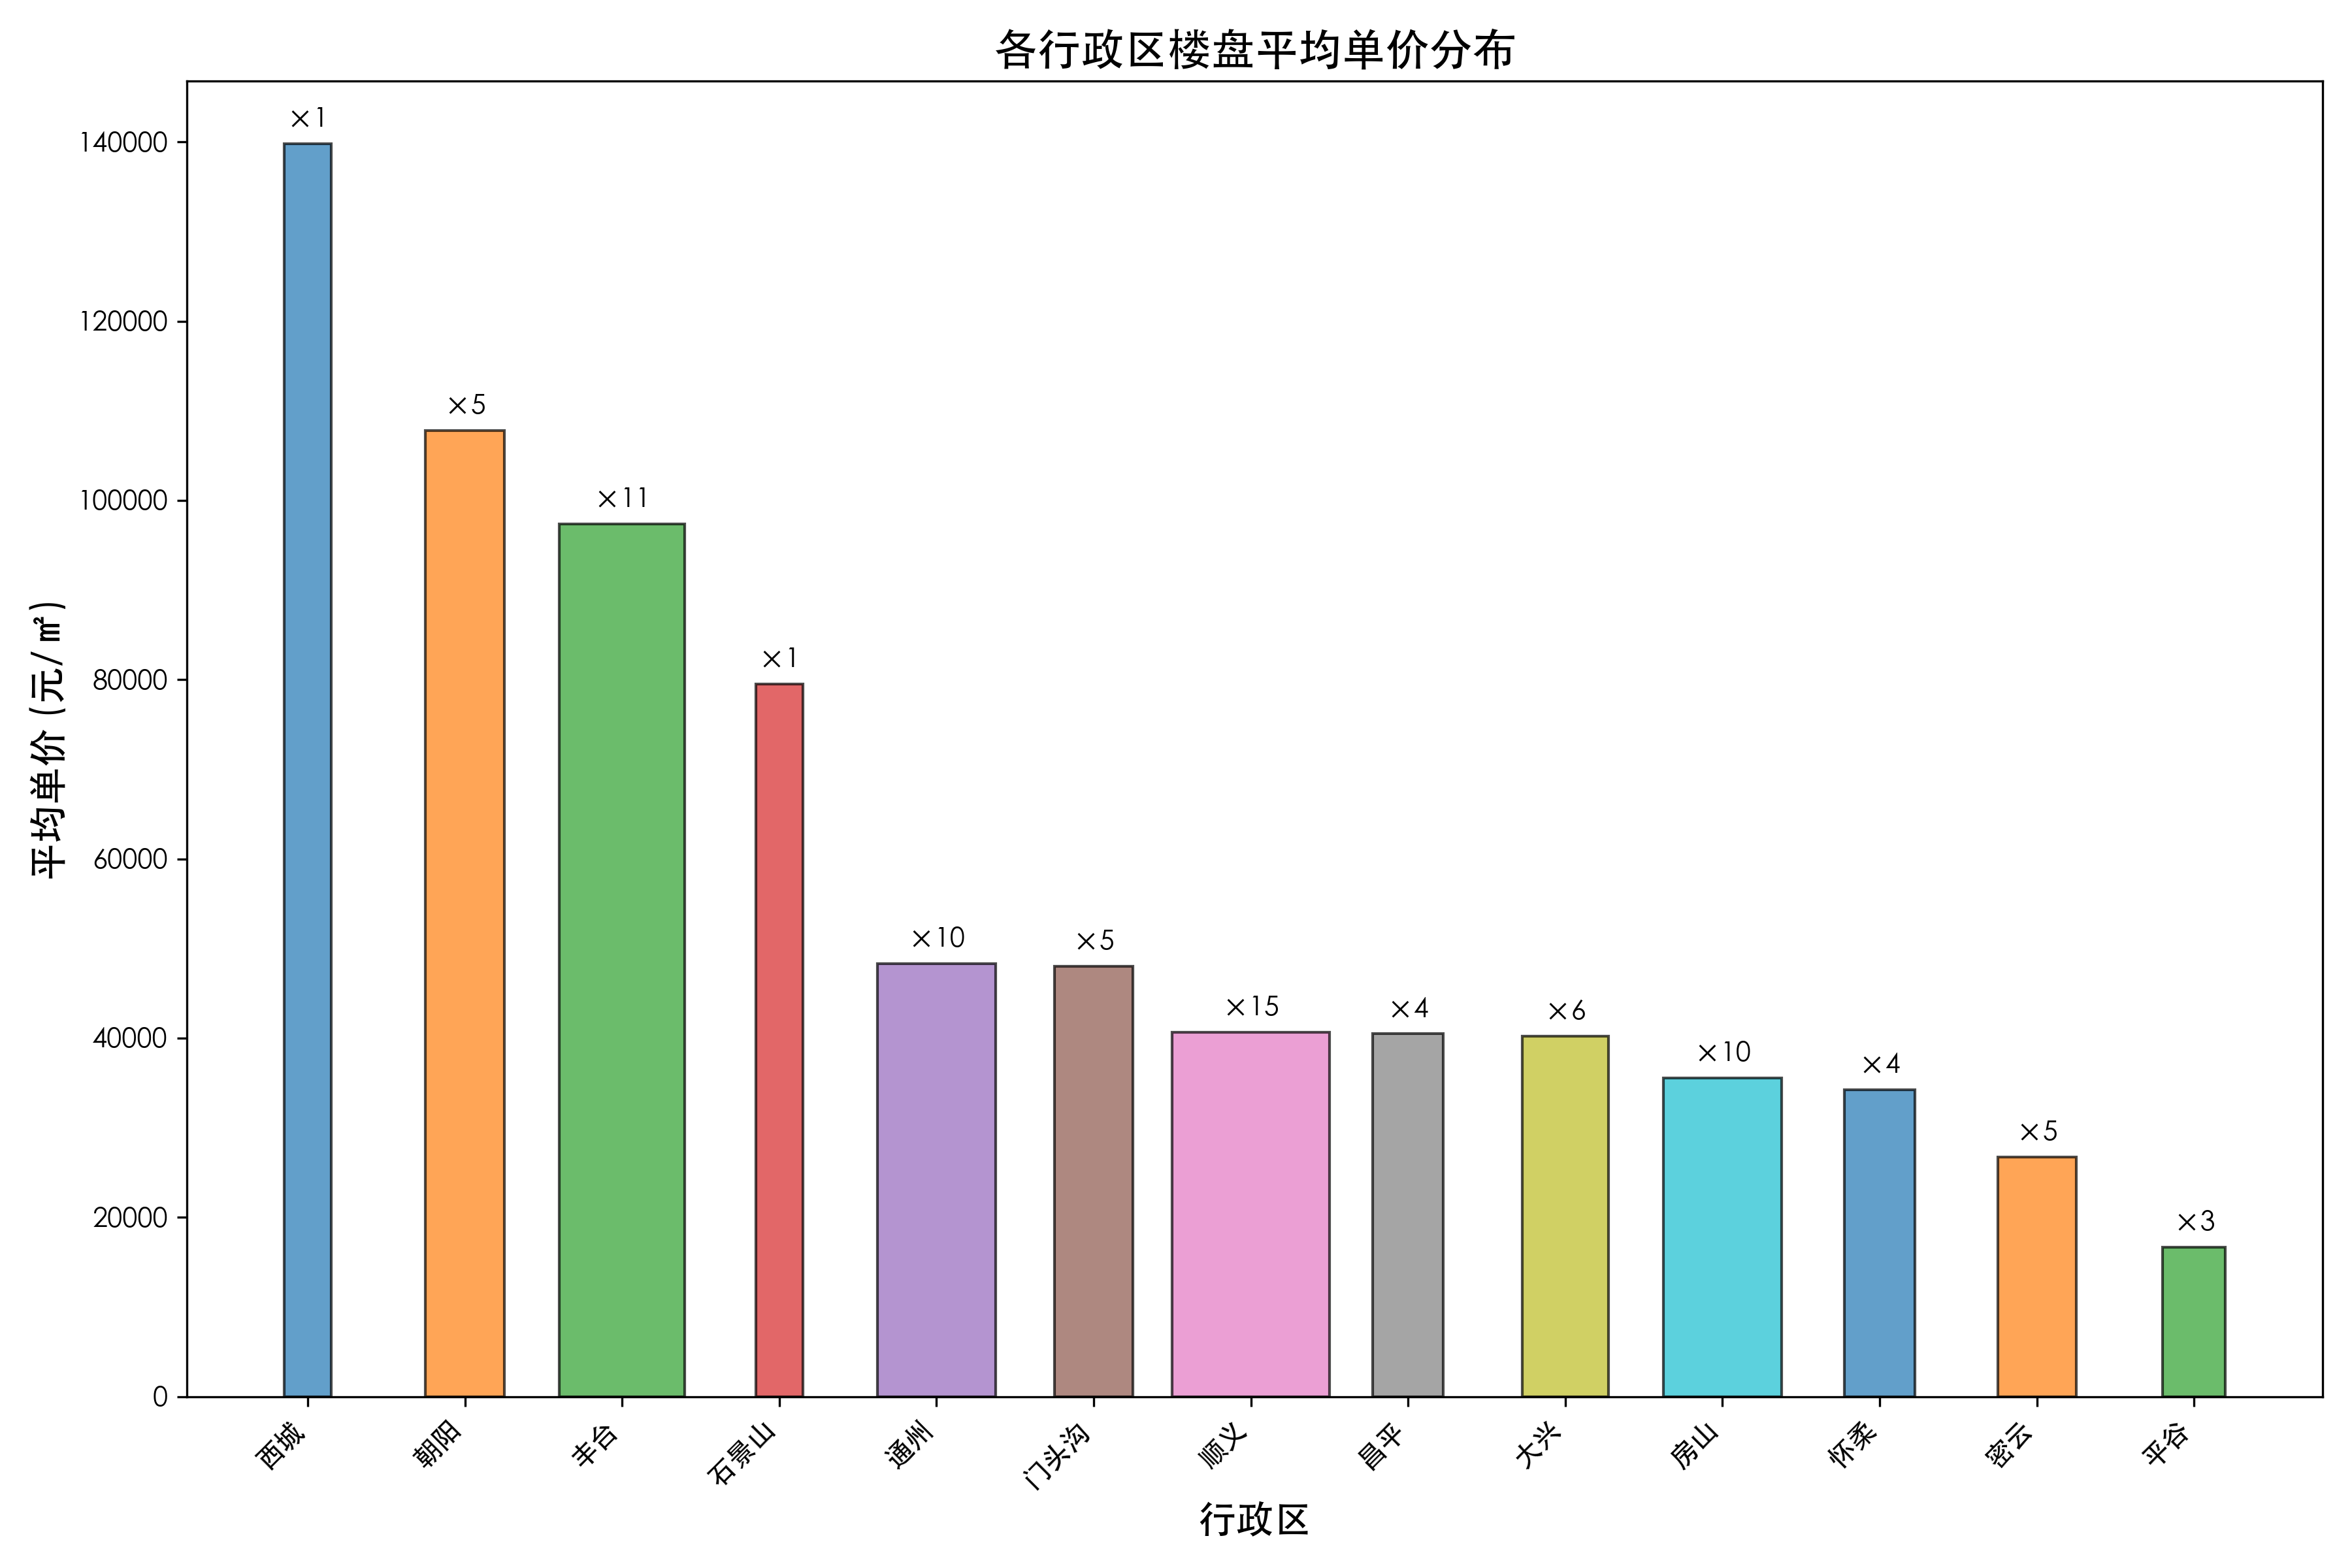 各行政区楼盘平均单价分布
平均单价 (元/㎡)
140000
120000
100000
80000
60000
40000
20000
0
×1
×5
×11
×1
×10
×5
×15
×4
×6
×10
×4
×5
×3
西城
朝阳
丰台
石景山
通州
门头沟
顺义
昌平
大兴
房山
怀柔
密云
平谷
行政区